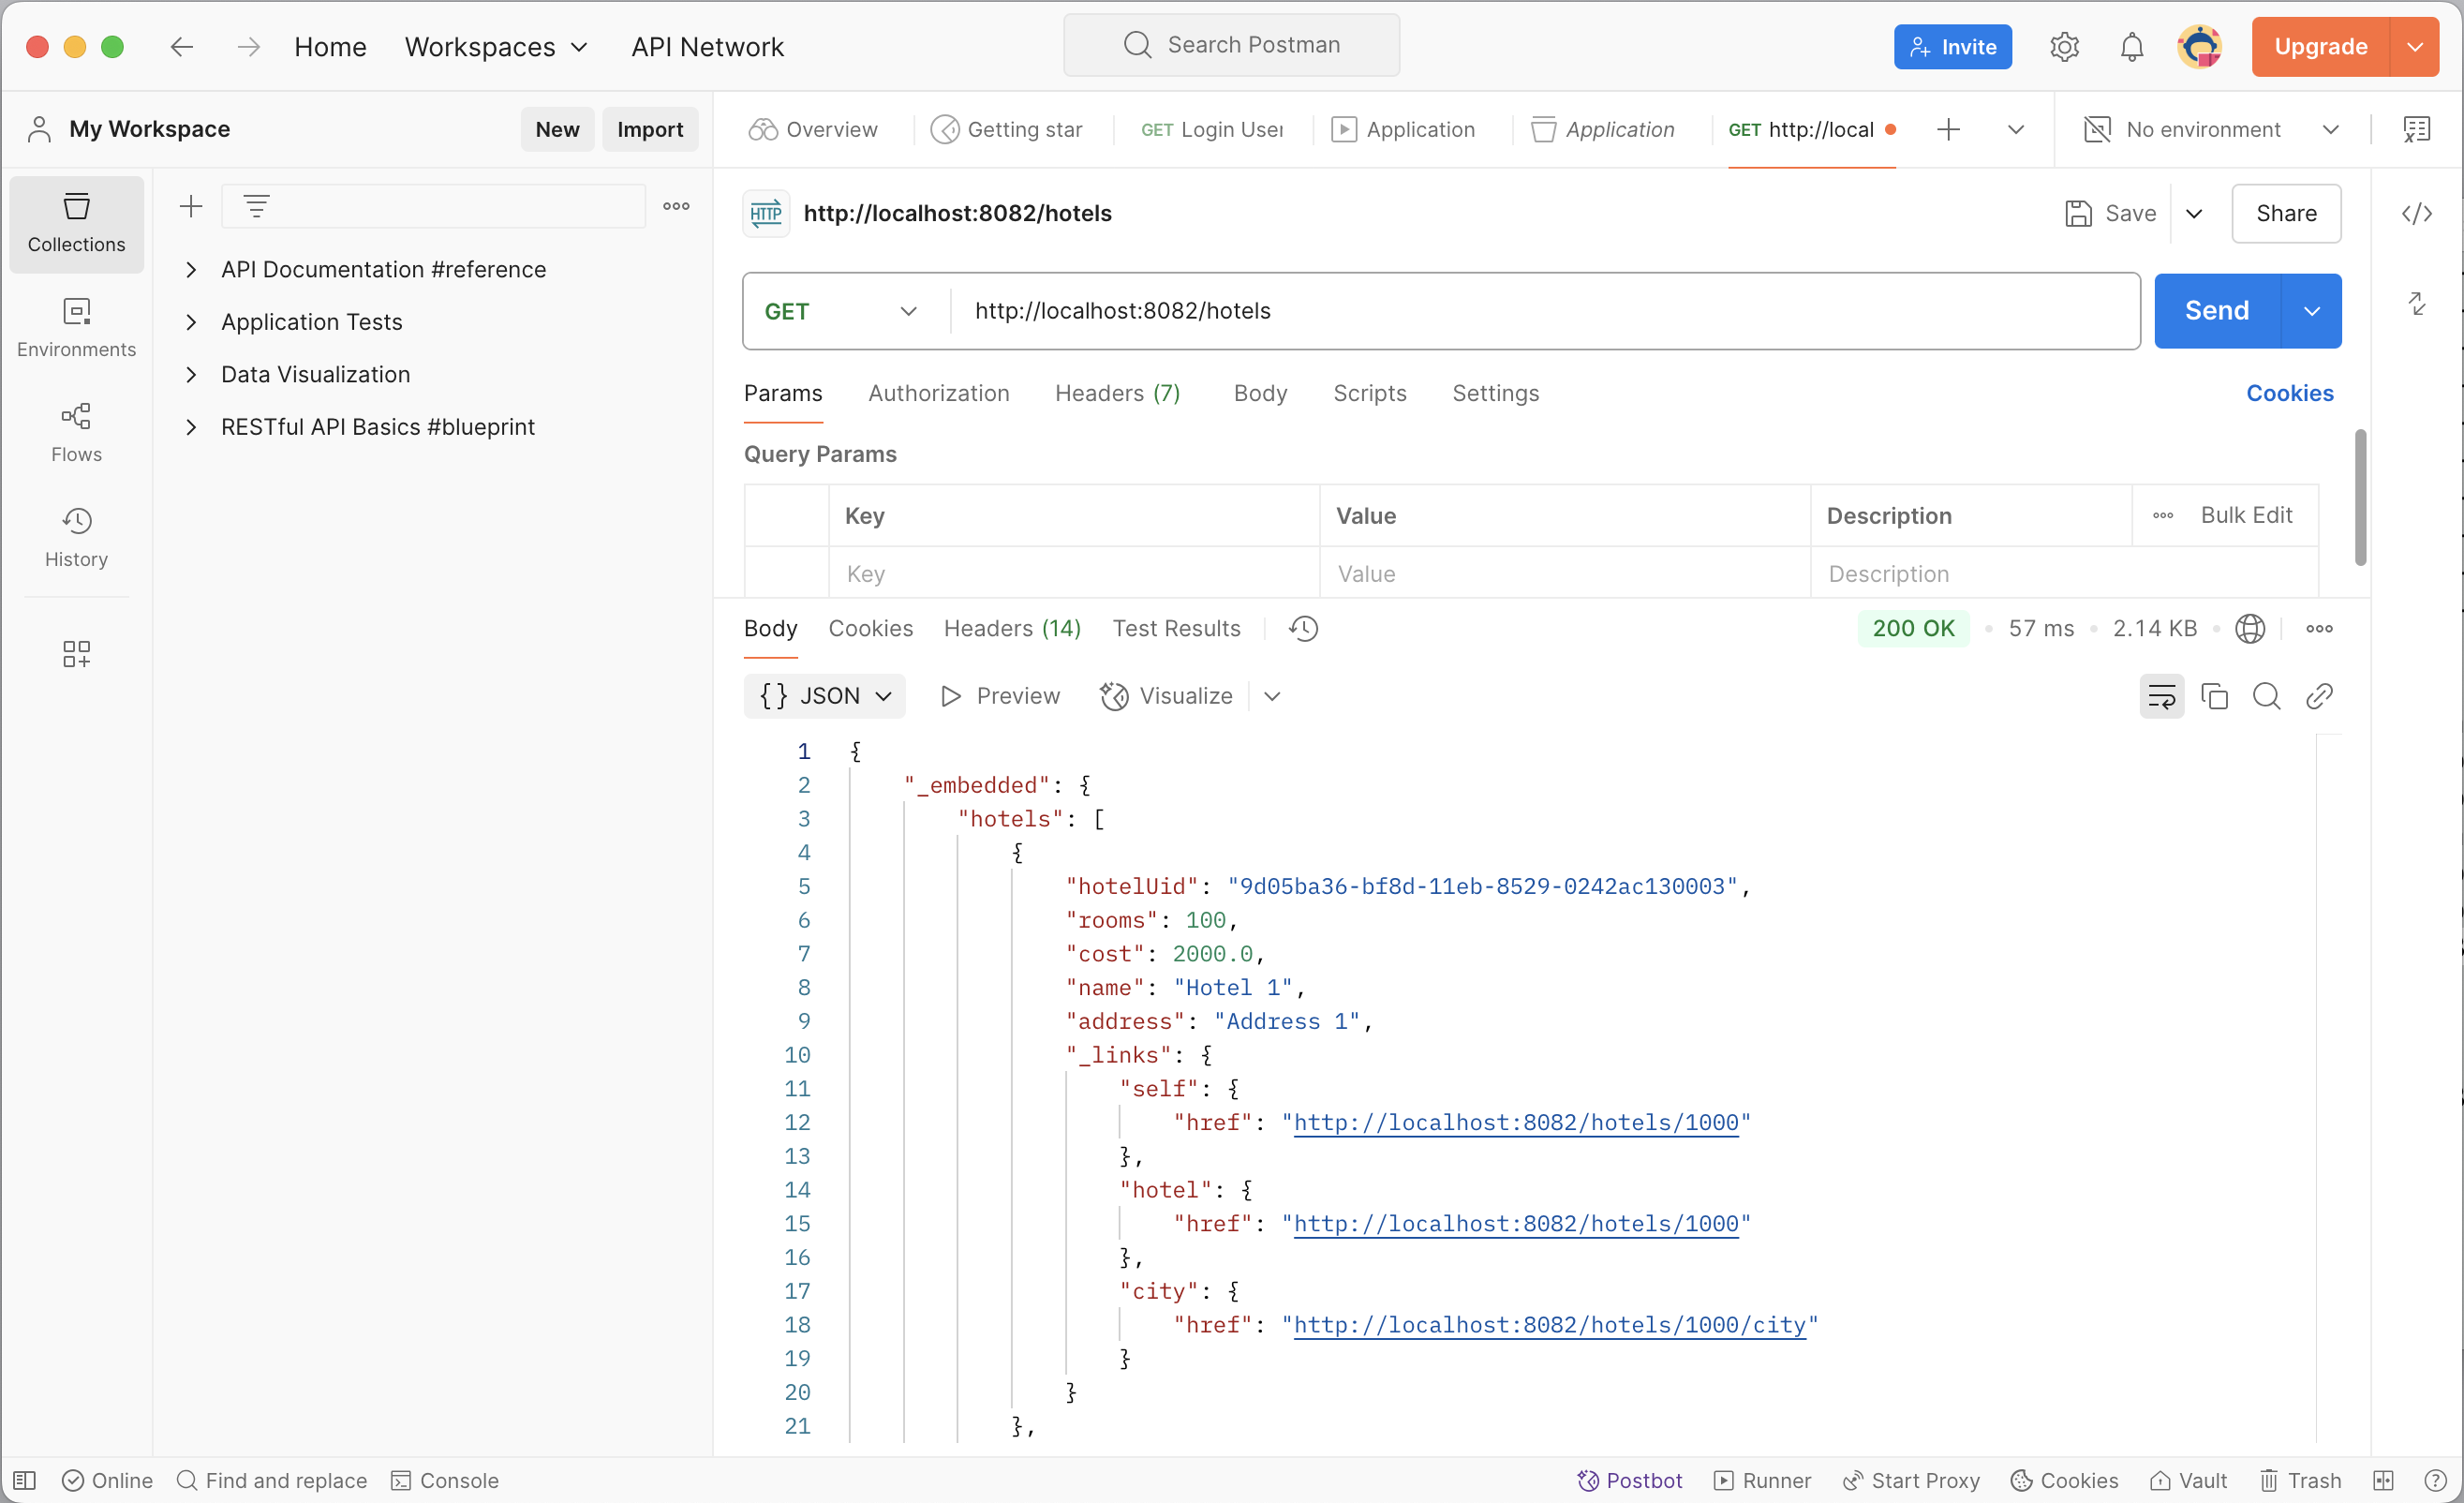 Home Workspaces API Network Search Postman Invite Upgrade
My Workspace New Import
Overview Getting star GET Login User Application Application GET http://local No environment
Collections
Environments
Flows
History
API Documentation #reference
Application Tests
Data Visualization
RESTful API Basics #blueprint
HTTP http://localhost:8082/hotels Save Share
GET http://localhost:8082/hotels Send
Params Authorization Headers (7) Body Scripts Settings Cookies
Query Params
Key Value Description Bulk Edit
Key Value Description
Body Cookies Headers (14) Test Results 200 OK 57 ms 2.14 KB
{} JSON Preview Visualize
1 {
2 "_embedded": {
3 "hotels": [
4 {
5 "hotelUid": "9d05ba36-bf8d-11eb-8529-0242ac130003",
6 "rooms": 100,
7 "cost": 2000.0,
8 "name": "Hotel 1",
9 "address": "Address 1",
10 "_links": {
11 "self": {
12 "href": "http://localhost:8082/hotels/1000"
13 },
14 "hotel": {
15 "href": "http://localhost:8082/hotels/1000"
16 },
17 "city": {
18 "href": "http://localhost:8082/hotels/1000/city"
19 }
20 }
21 },
Online Find and replace Console Postbot Runner Start Proxy Cookies Vault Trash